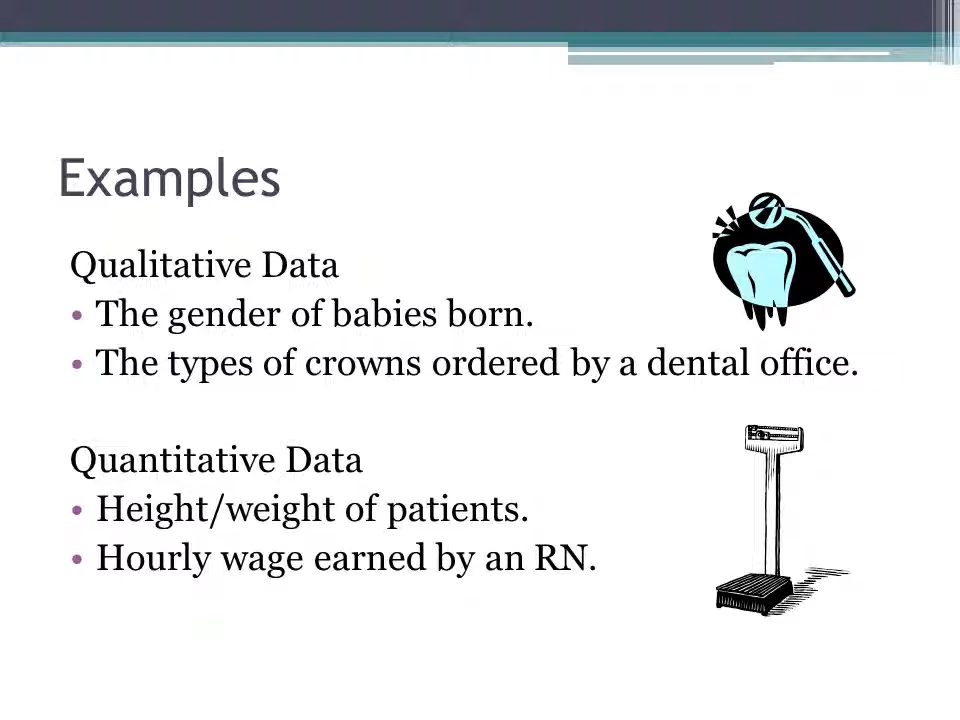 Examples
Qualitative Data
• The gender of babies born.
• The types of crowns ordered by a dental office.
Quantitative Data
• Height/weight of patients.
• Hourly wage earned by an RN.